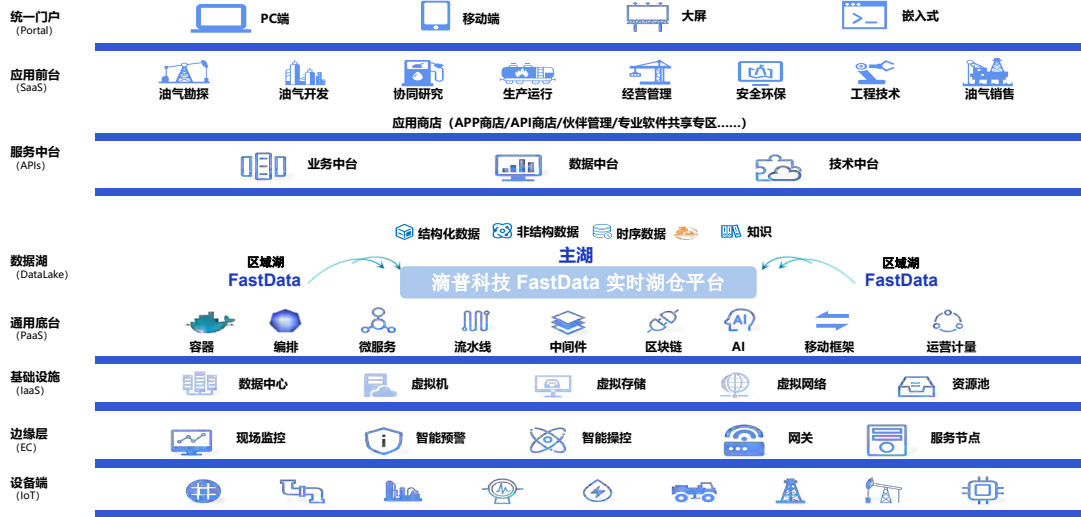 统一门户
（Portal）
PC端
移动端
大屏
嵌入式
应用前台
（SaaS）
油气勘探
油气开发
协同研究
生产运行
经营管理
安全环保
工程技术
油气销售
应用商店（APP商店/API商店/伙伴管理/专业软件共享专区……）
服务中台
（APIs）
业务中台
数据中台
技术中台
结构化数据
非结构数据
时序数据
知识
数据湖
（DataLake）
区域湖
FastData
主湖
滴普科技 FastData 实时湖仓平台
区域湖
FastData
通用底台
（PaaS）
容器
编排
微服务
流水线
中间件
区块链
AI
AI
移动框架
运营计量
基础设施
（IaaS）
数据中心
虚拟机
虚拟存储
虚拟网络
资源池
边缘层
（EC）
现场监控
智能预警
智能操控
网关
服务节点
设备端
（IoT）